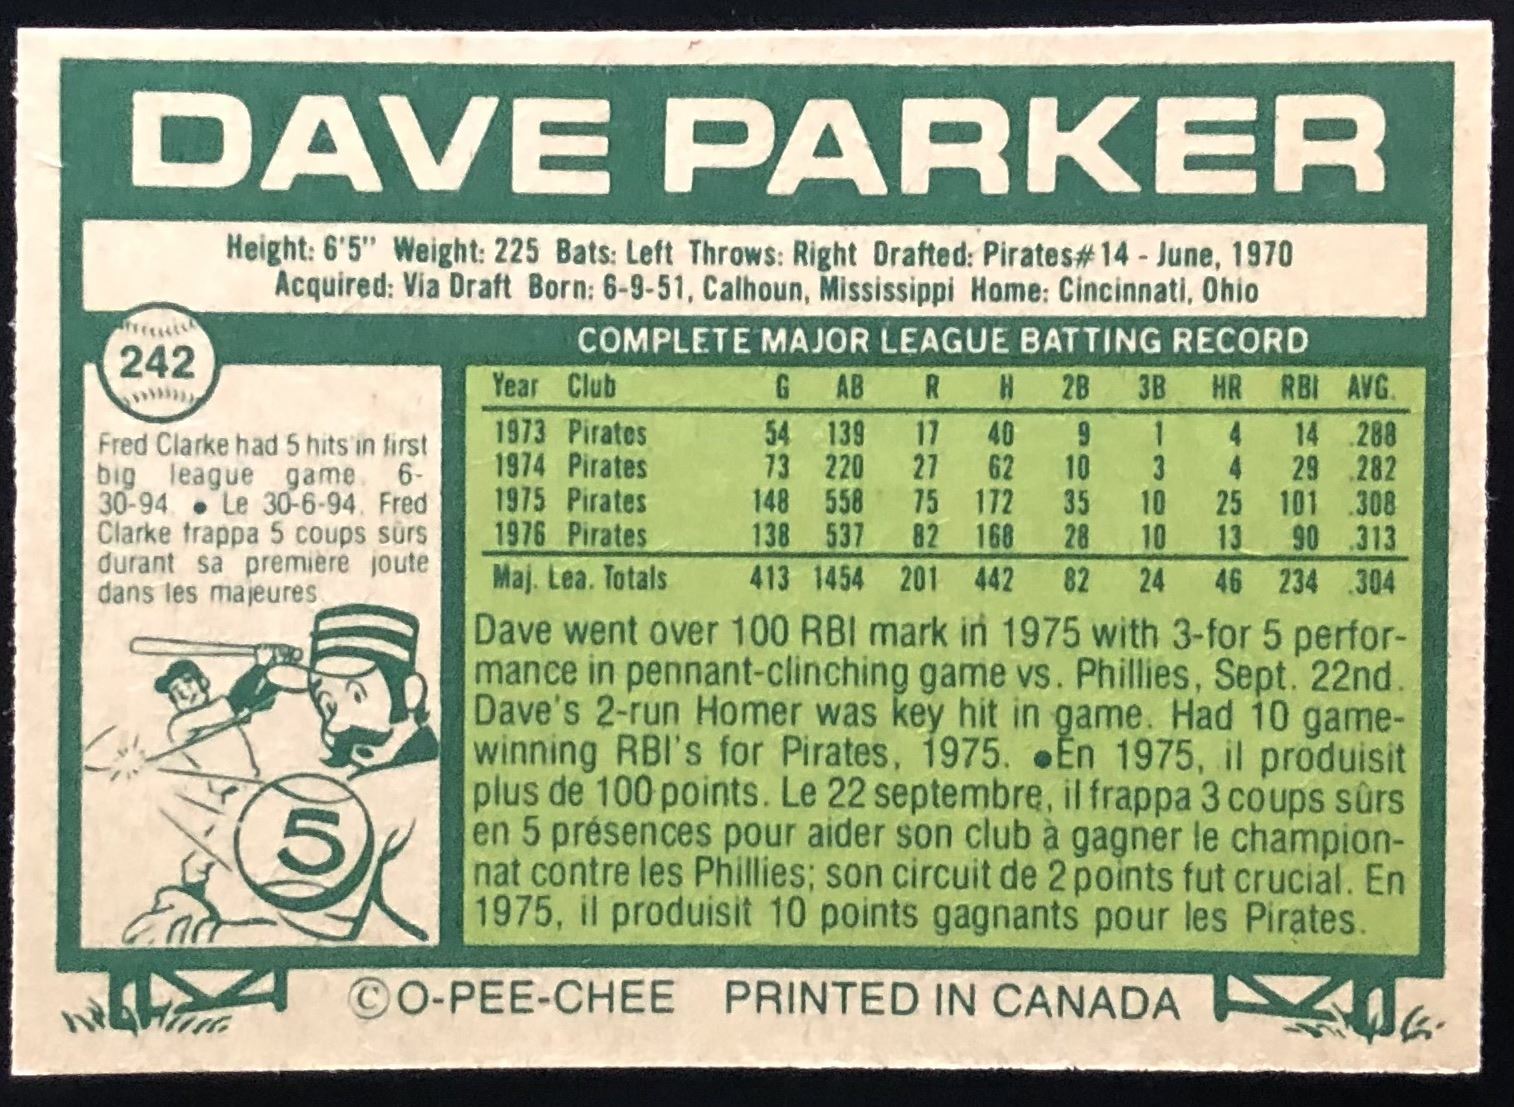 DAVE PARKER
Height: 6'5" Weight: 225 Bats: Left Throws: Right Drafted: Pirates#14 - June, 1970
Acquired: Via Draft Born: 6-9-51, Calhoun, Mississippi Home: Cincinnati, Ohio
242
Fred Clarke had 5 hits in first
big league game 6-
30-94 ● Le 30-6-94, Fred
Clarke frappa 5 coups sûrs
durant sa première joute
dans les majeures.
5
COMPLETE MAJOR LEAGUE BATTING RECORD
Year Club G AB R H 2B 3B HR RBI AVG.
1973 Pirates 54 139 17 40 9 1 4 14 .288
1974 Pirates 73 220 27 62 10 3 4 29 .282
1975 Pirates 148 558 75 172 35 10 25 101 .308
1976 Pirates 138 537 82 168 28 10 13 90 .313
Maj. Lea. Totals 413 1454 201 442 82 24 46 234 .304
Dave went over 100 RBI mark in 1975 with 3-for 5 perfor-
mance in pennant-clinching game vs. Phillies, Sept. 22nd.
Dave's 2-run Homer was key hit in game. Had 10 game-
winning RBI's for Pirates, 1975. ●En 1975, il produisit
plus de 100 points. Le 22 septembre, il frappa 3 coups sûrs
en 5 présences pour aider son club à gagner le champion-
nat contre les Phillies; son circuit de 2 points fut crucial. En
1975, il produisit 10 points gagnants pour les Pirates.
©O-PEE-CHEE PRINTED IN CANADA